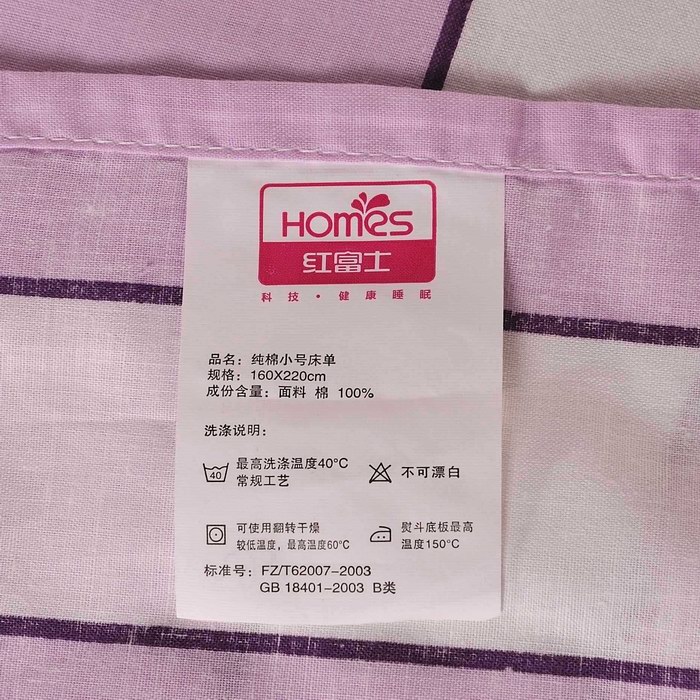 HOMES
红富士
科技·健康睡眠
品名：纯棉小号床单
规格：160X220cm
成份含量：面料 棉 100%
洗涤说明：
40
最高洗涤温度40°C
常规工艺
不可漂白
可使用翻转干燥
较低温度，最高温度60°C
熨斗底板最高
温度150°C
标准号：FZ/T62007-2003
GB 18401-2003 B类